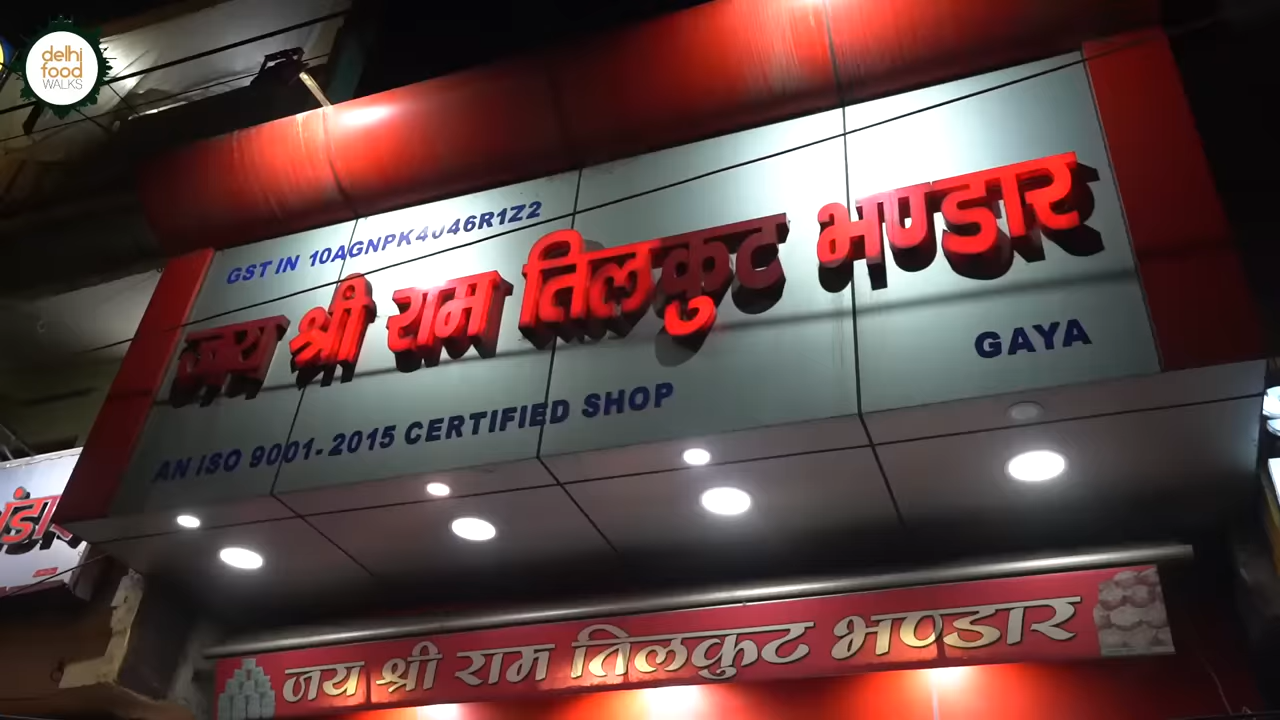 delhi
food
WALKS
GST IN 10AGNPK4046R1Z2
जय श्री राम तिलकुट भण्डार
GAYA
AN ISO 9001-2015 CERTIFIED SHOP
जय श्री राम तिलकुट भण्डार